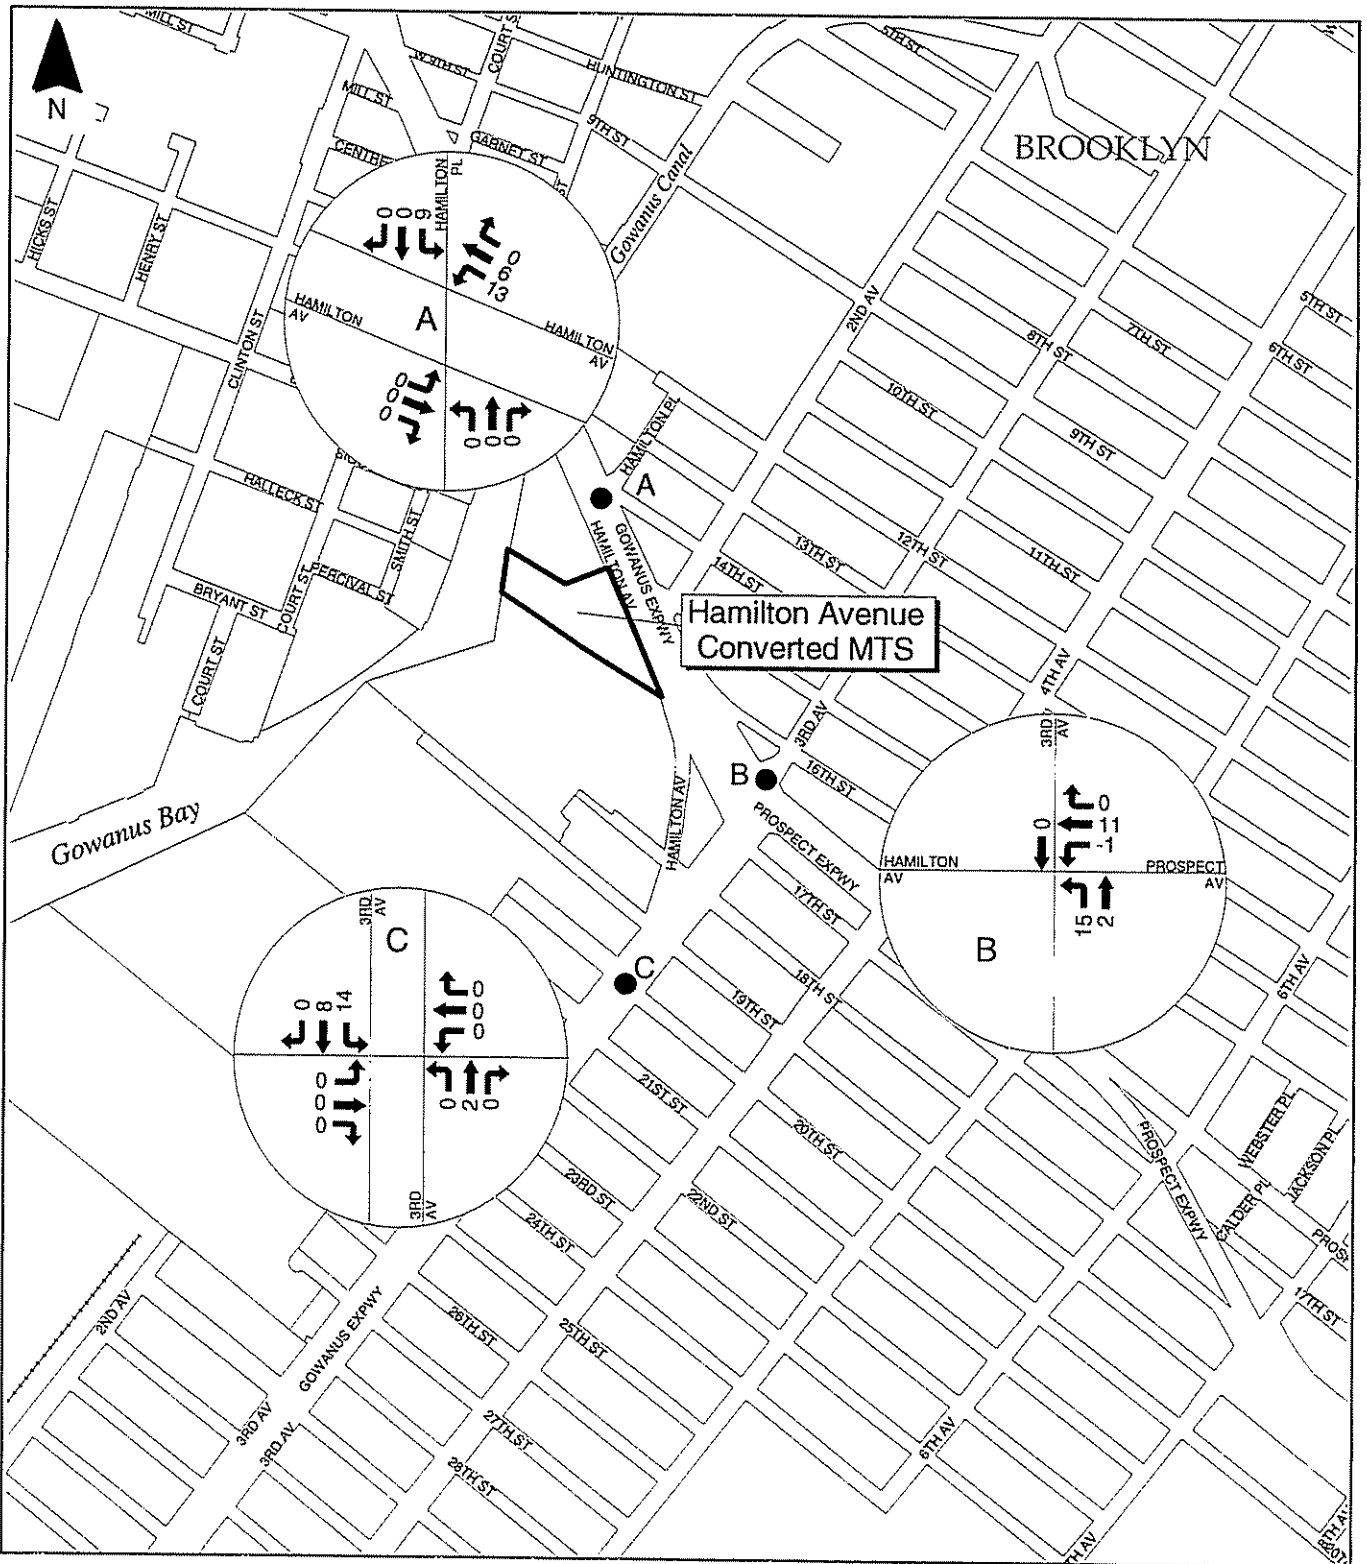 MILL ST
COURT S
W 9TH ST
HUNTINGTON ST
5TH ST
N
MILL ST
9TH ST
BROOKLYN
CENTRE
GARNET ST
Gowanus Canal
HICKS ST
HENRY ST
HAMILTON
PL
0
0
9
0
6
13
HAMILTON
AV
A
HAMILTON
AV
0
0
0
0
0
0
CLINTON ST
2ND AV
5TH ST
7TH ST
6TH ST
8TH ST
10TH ST
9TH ST
HAMILTON PL
A
HALLECK ST
SMITH ST
COURT ST
PERCIVAL ST
BRYANT ST
COURT ST
HAMILTON AV
GOWANUS EXPWY
12TH ST
13TH ST
11TH ST
14TH ST
Hamilton Avenue
Converted MTS
4TH AV
3RD AV
B
16TH ST
HAMILTON AV
PROSPECT EXPWY
17TH ST
Gowanus Bay
3RD
AV
0
0
11
-1
HAMILTON
AV
PROSPECT
AV
15
2
B
3RD
AV
C
0
8
14
0
0
0
0
0
0
0
2
0
3RD
AV
C
18TH ST
19TH ST
6TH AV
21ST ST
20TH ST
23RD ST
22ND ST
24TH ST
WEBSTER PL
JACKSON PL
CALDER PL
PROSPECT EXPWY
PROS
17TH ST
2ND AV
GOWANUS EXPWY
26TH ST
25TH ST
3RD AV
3RD AV
27TH ST
28TH ST
6TH AV
TH AV
8TH AV